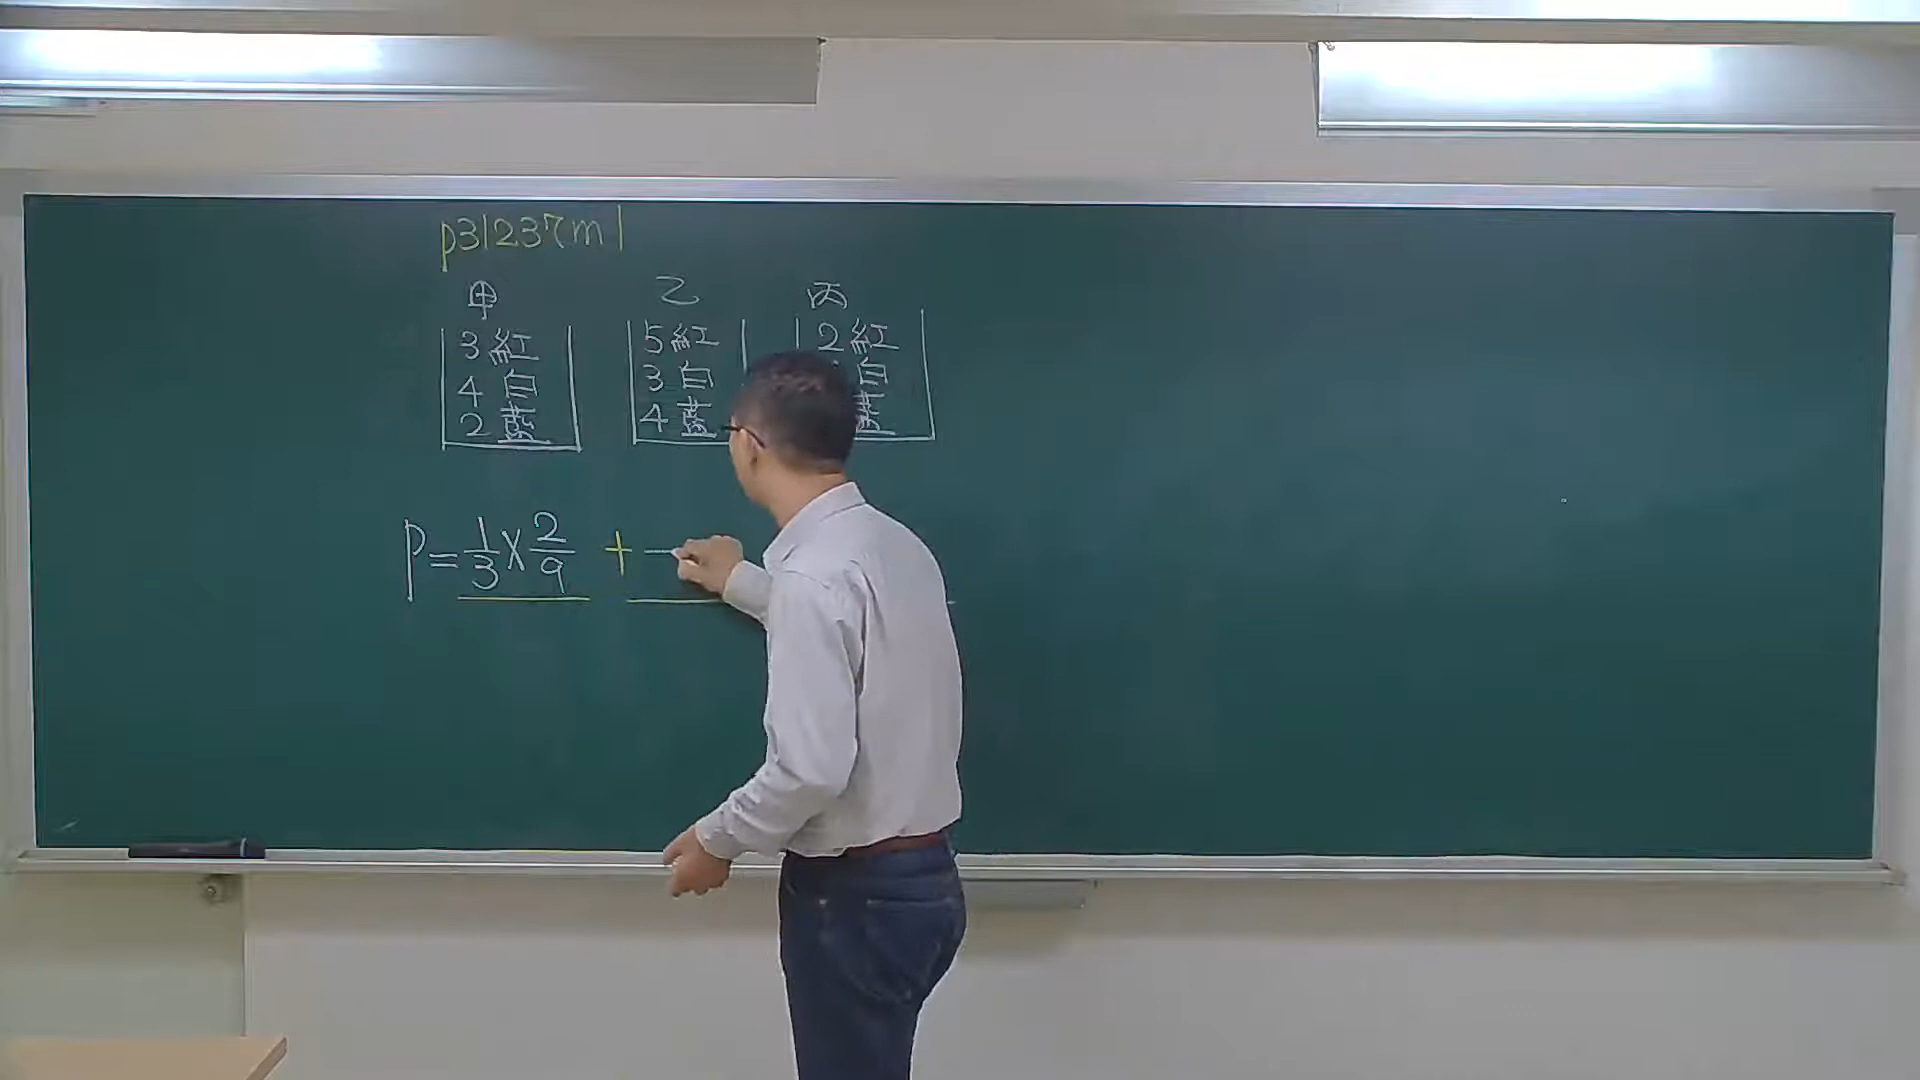 p31237m1
甲 乙 丙
3紅 5紅 2紅
4白 3白 白
2藍 4藍 藍
P=1/3×2/9 +